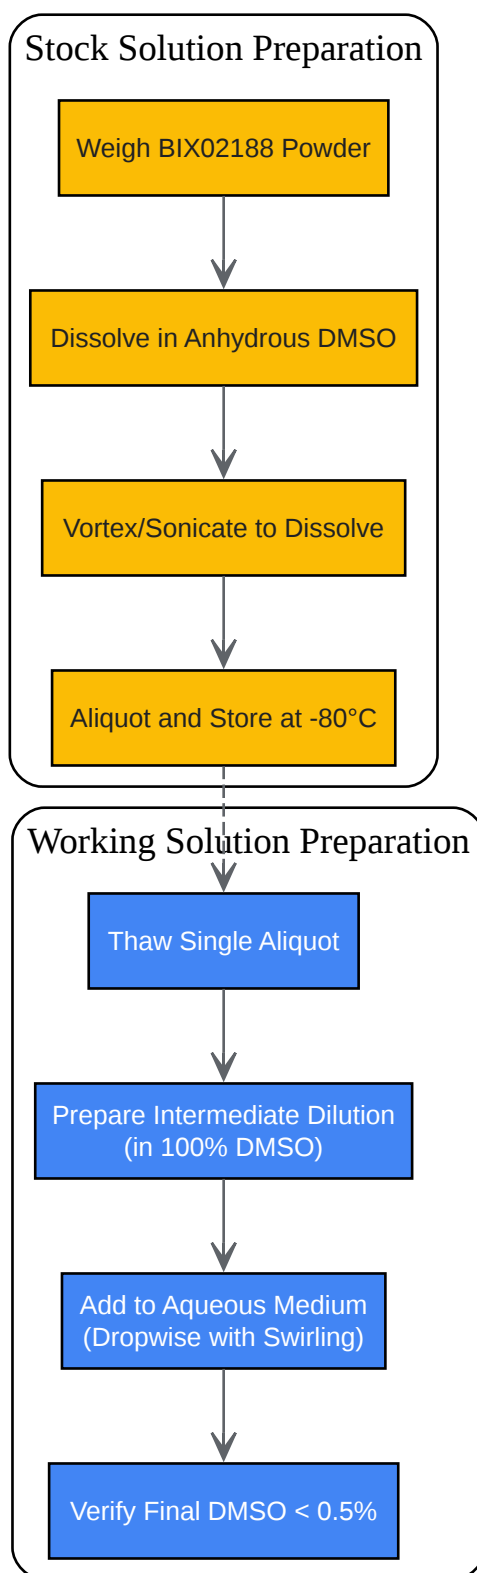 Stock Solution Preparation
Weigh BIX02188 Powder
Dissolve in Anhydrous DMSO
Vortex/Sonicate to Dissolve
Aliquot and Store at -80°C
Working Solution Preparation
Thaw Single Aliquot
Prepare Intermediate Dilution
(in 100% DMSO)
Add to Aqueous Medium
(Dropwise with Swirling)
Verify Final DMSO < 0.5%